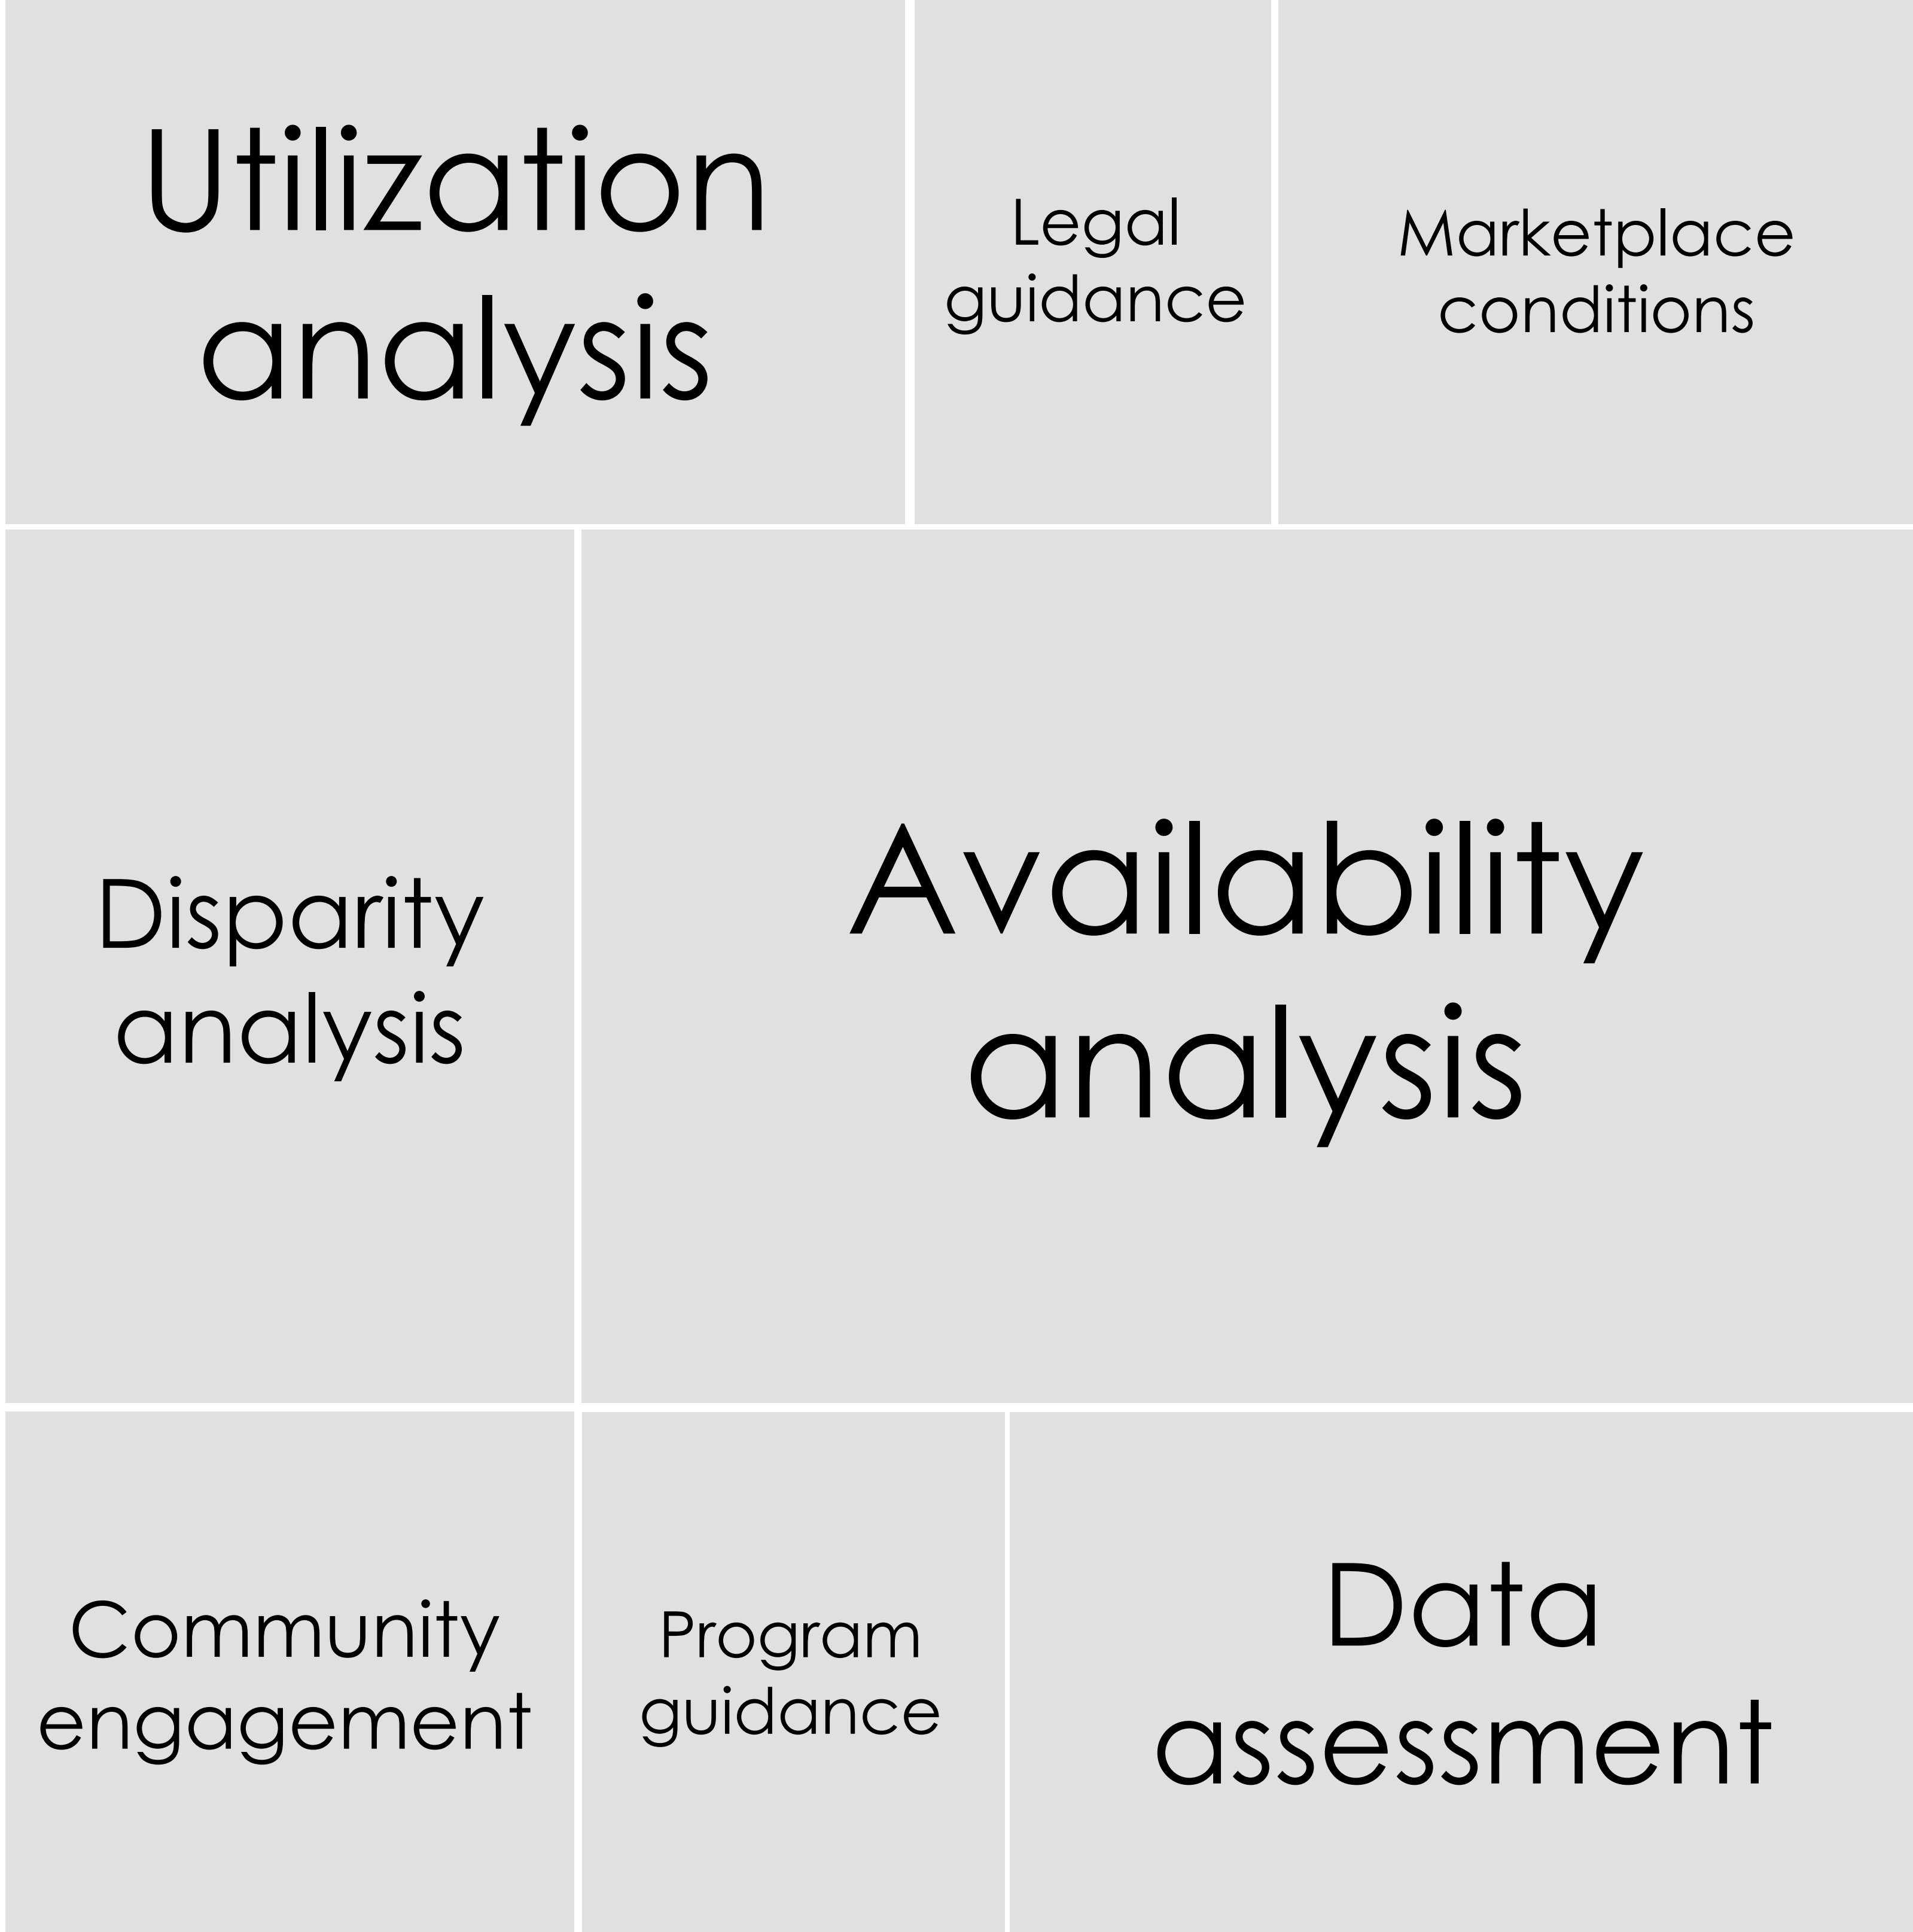 Utilization
analysis
Legal
guidance
Marketplace
conditions
Disparity
analysis
Availability
analysis
Community
engagement
Program
guidance
Data
assessment